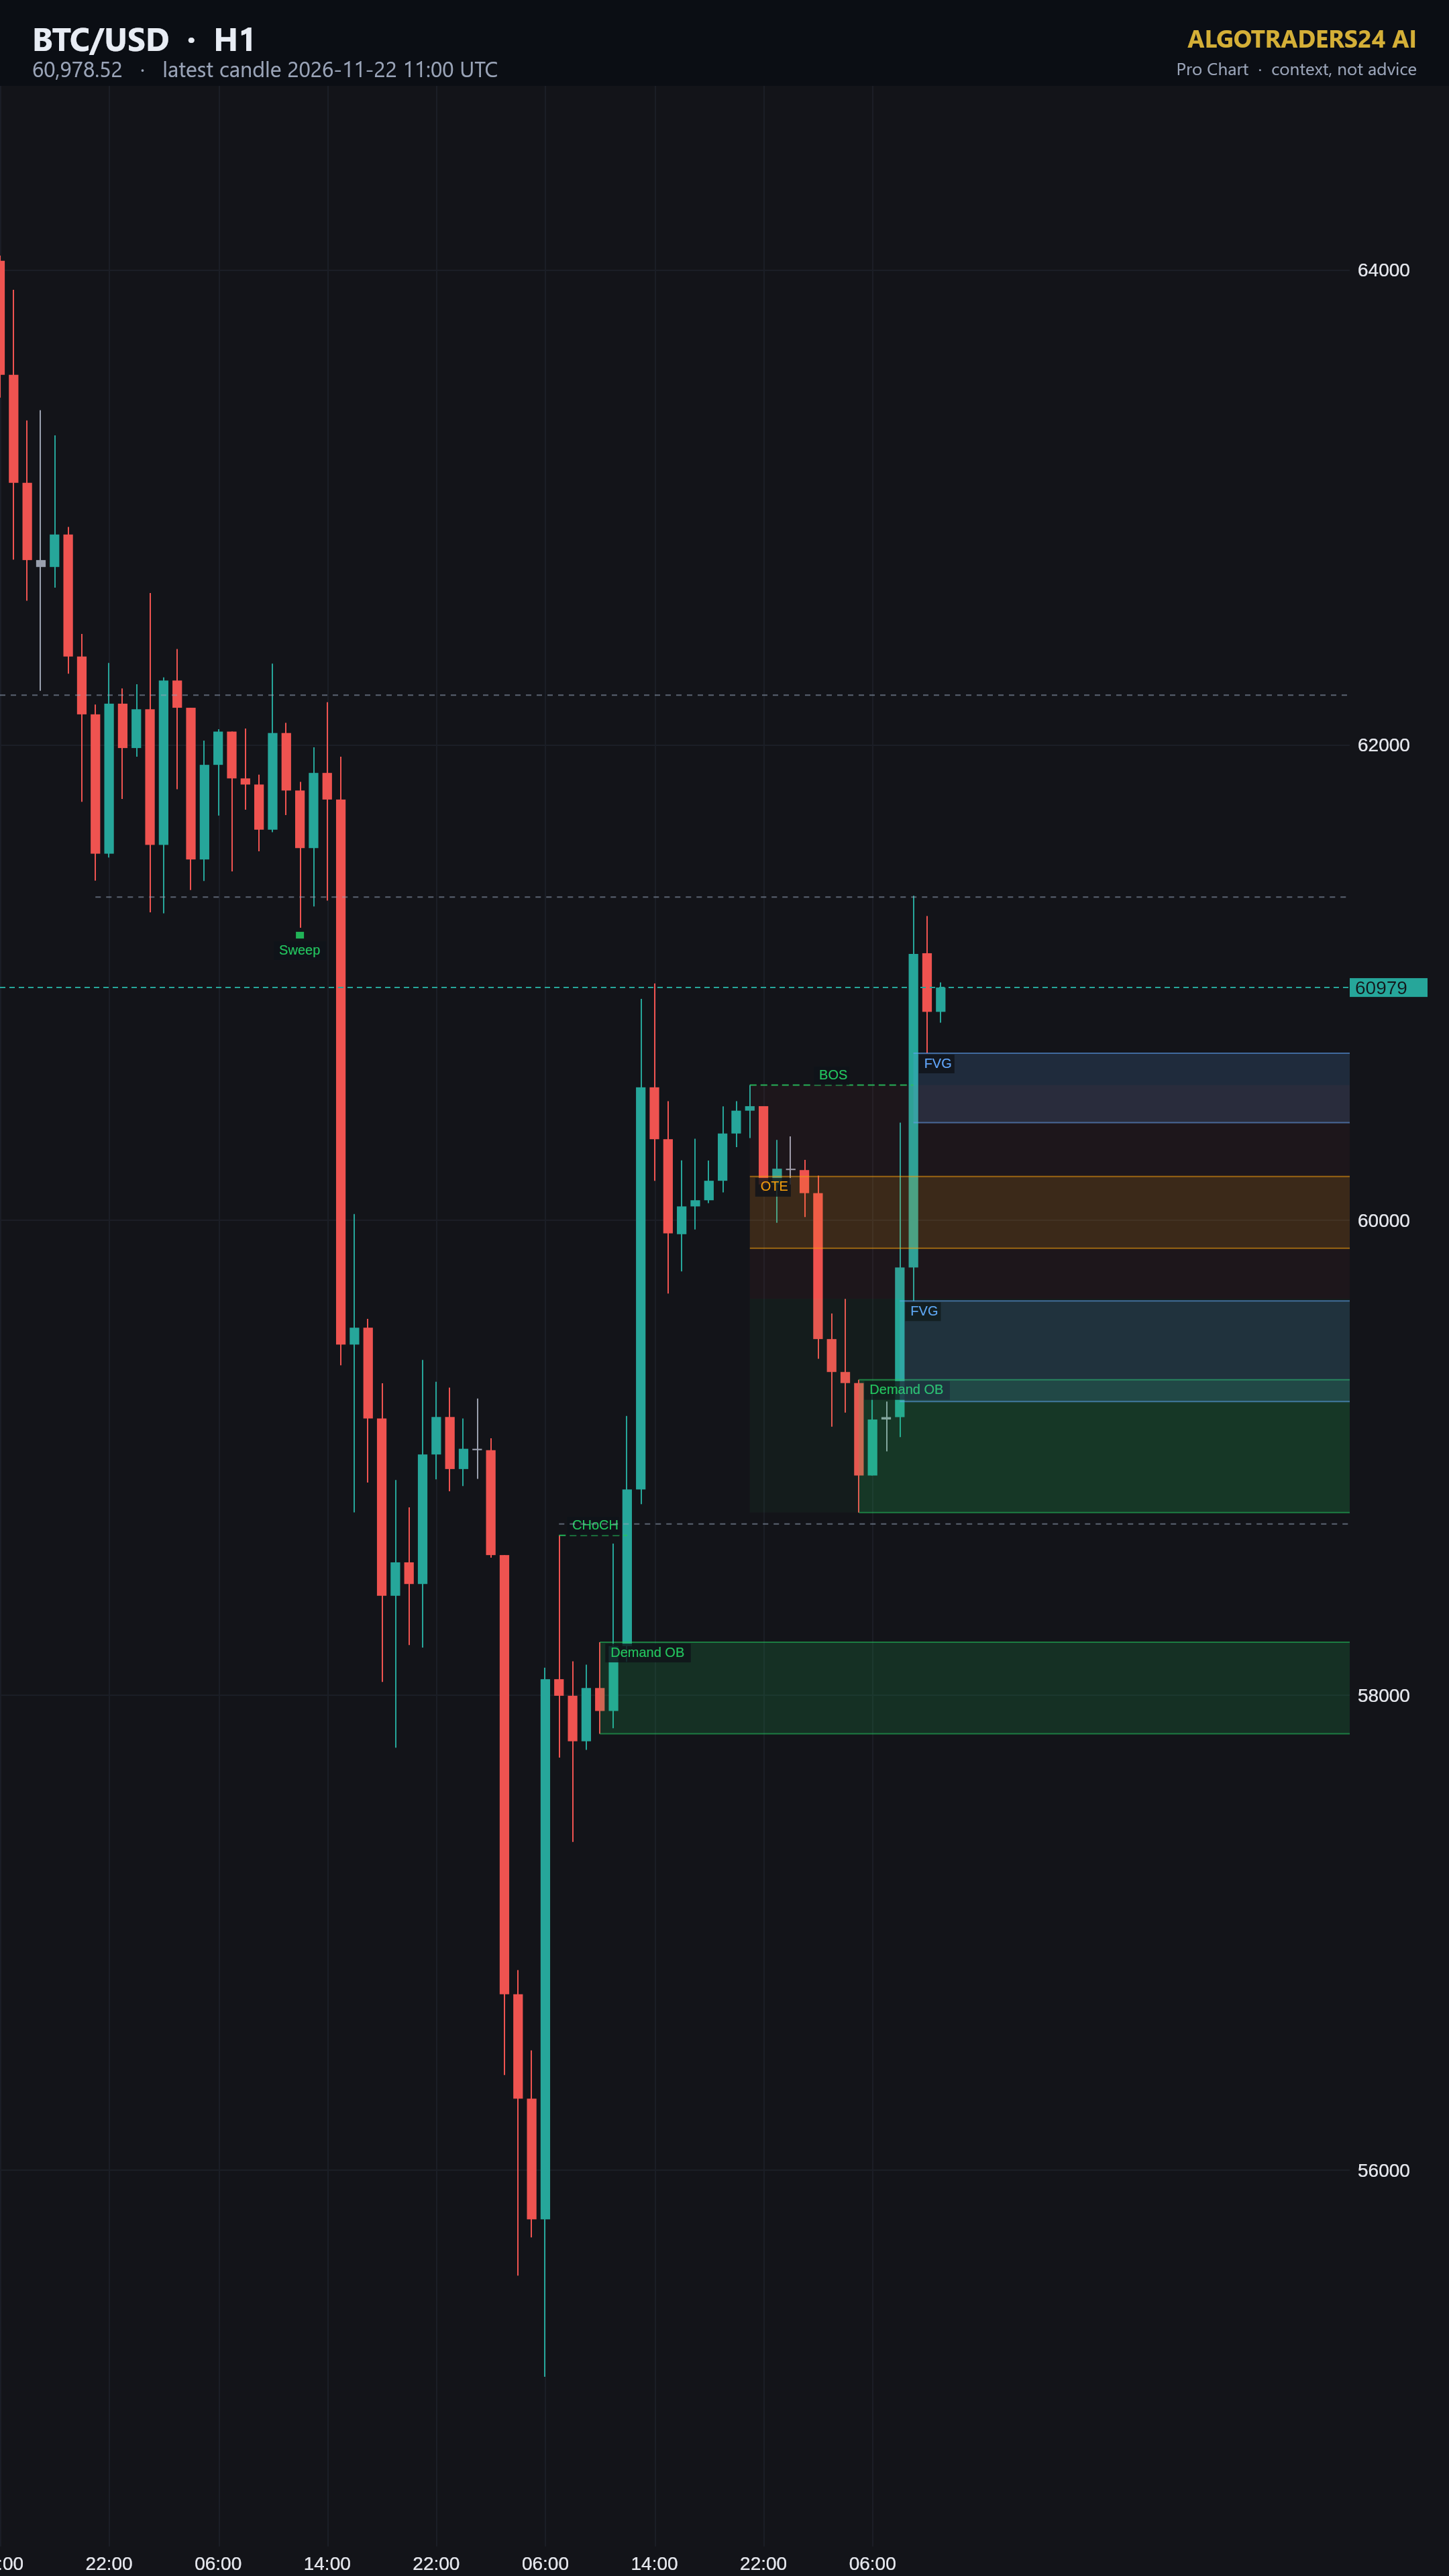 BTC/USD · H1
ALGOTRADERS24 AI
60,978.52 · latest candle 2026-11-22 11:00 UTC
Pro Chart · context, not advice
64000
62000
Sweep
60979
FVG
BOS
OTE
60000
FVG
Demand OB
CHoCH
Demand OB
58000
56000
:00 22:00 06:00 14:00 22:00 06:00 14:00 22:00 06:00